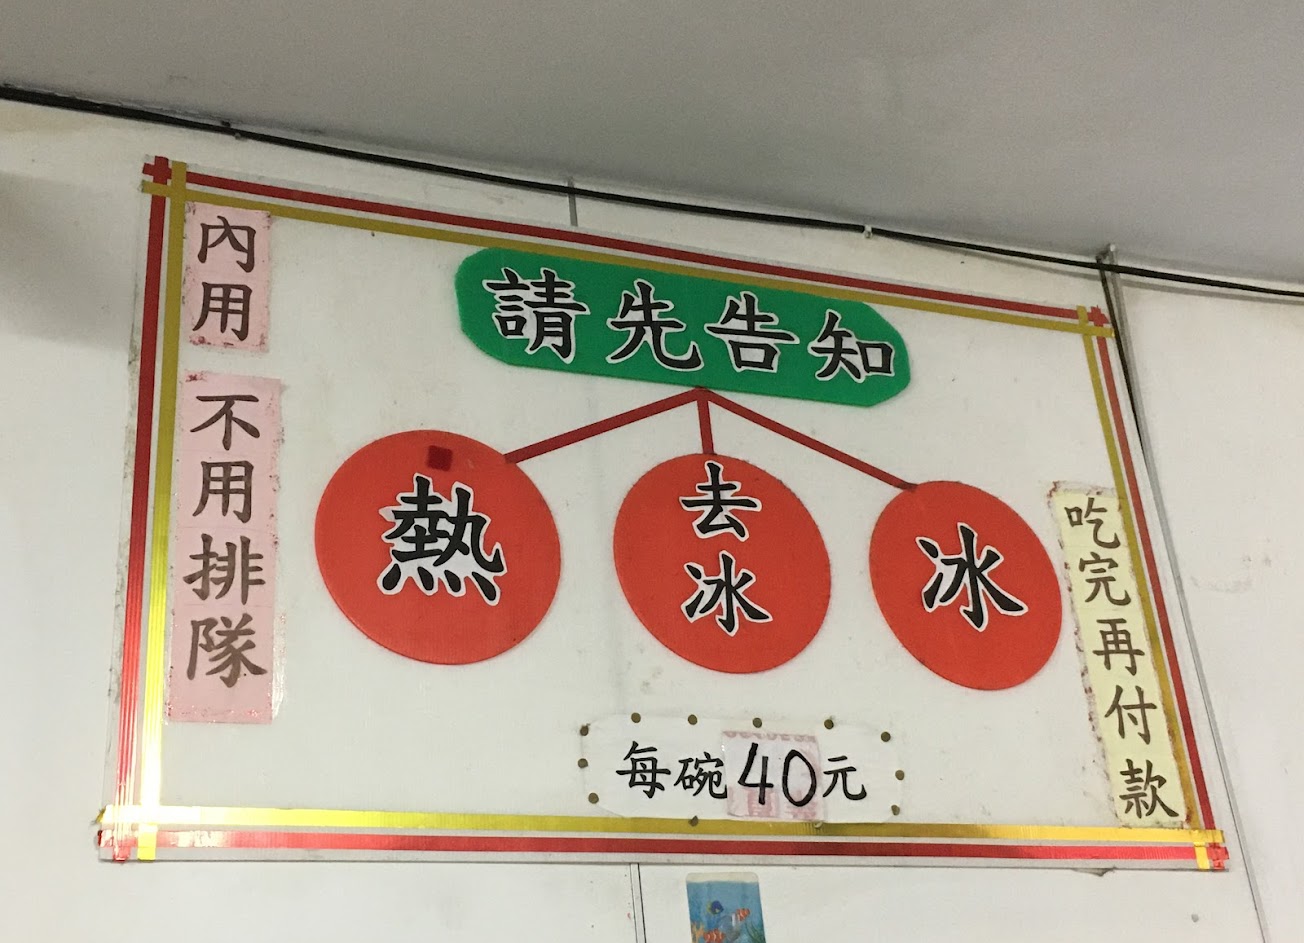 內用
不用排隊
請先告知
熱
去冰
冰
每碗40元
吃完再付款